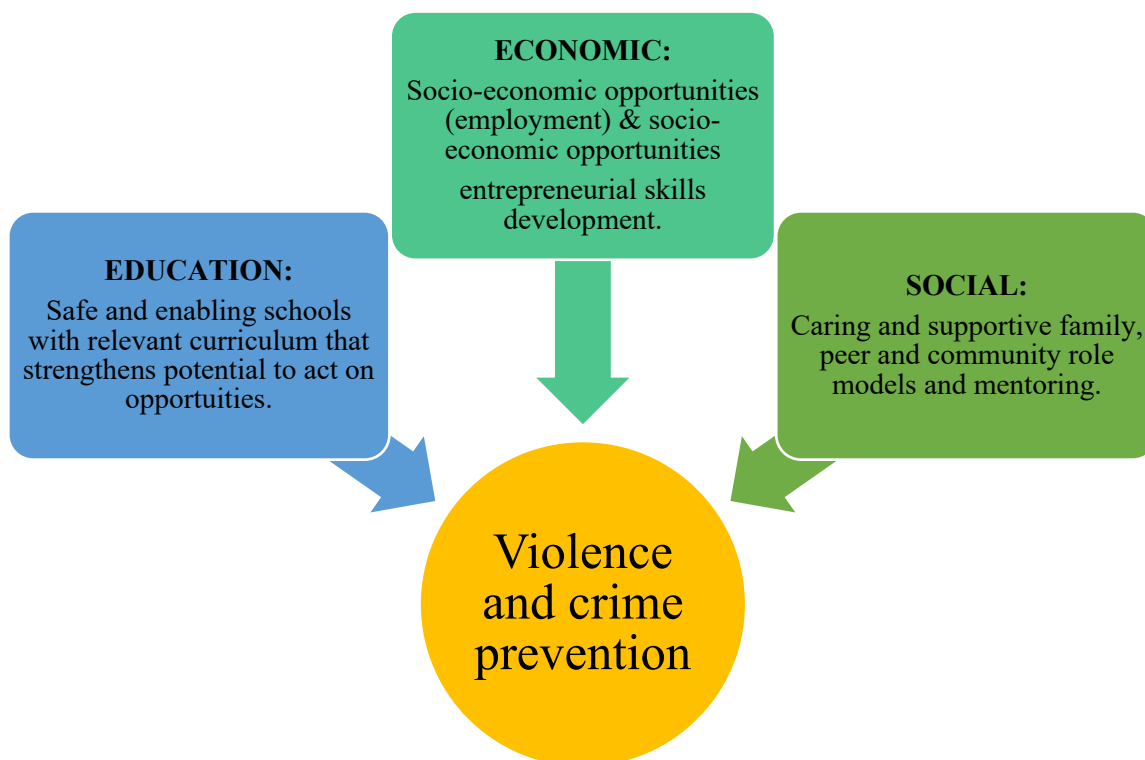 ECONOMIC:
Socio-economic opportunities
(employment) & socio-
economic opportunities
entrepreneurial skills
development.
EDUCATION:
Safe and enabling schools
with relevant curriculum that
strengthens potential to act on
opportuities.
SOCIAL:
Caring and supportive family,
peer and community role
models and mentoring.
Violence
and crime
prevention